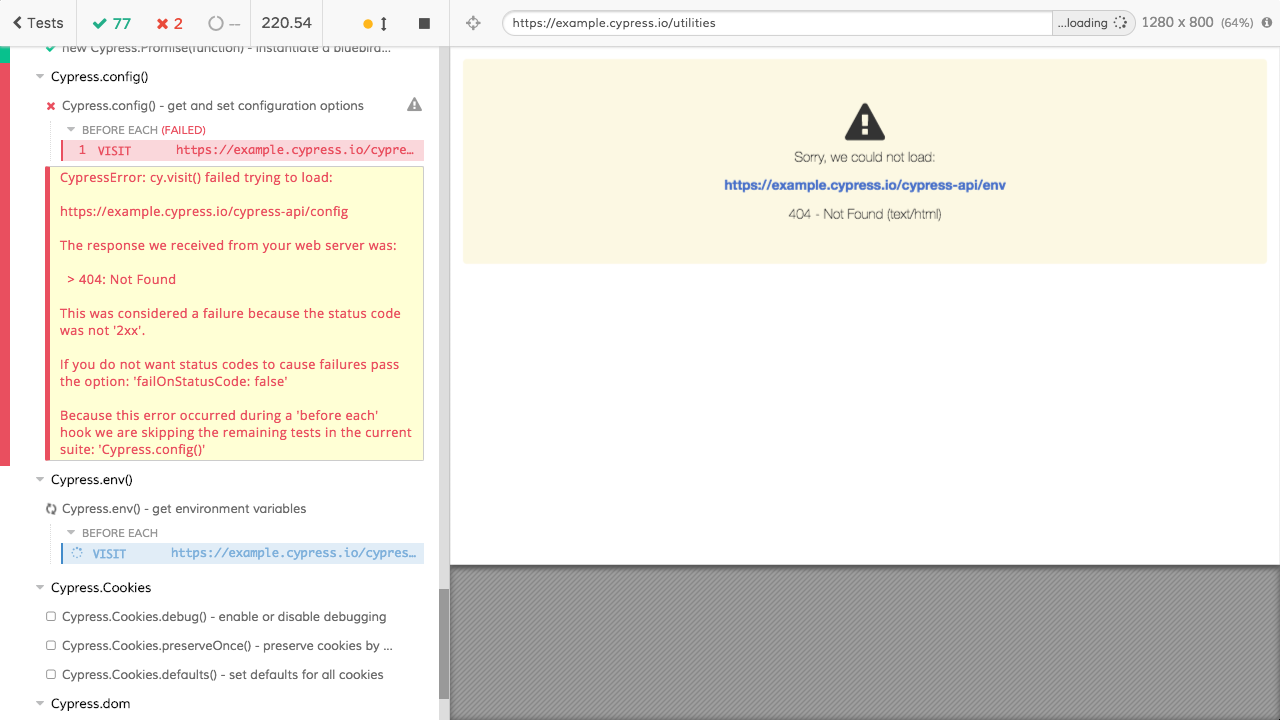 Tests 77 2 -- 220.54
https://example.cypress.io/utilities ...loading 1280 x 800 (64%)
new Cypress.Promise(function) - instantiate a bluebird...
Cypress.config()
Cypress.config() - get and set configuration options
BEFORE EACH (FAILED)
1 VISIT https://example.cypress.io/cypre...
CypressError: cy.visit() failed trying to load:
https://example.cypress.io/cypress-api/config
The response we received from your web server was:
> 404: Not Found
This was considered a failure because the status code
was not '2xx'.
If you do not want status codes to cause failures pass
the option: 'failOnStatusCode: false'
Because this error occurred during a 'before each'
hook we are skipping the remaining tests in the current
suite: 'Cypress.config()'
Cypress.env()
Cypress.env() - get environment variables
BEFORE EACH
VISIT https://example.cypress.io/cypres...
Cypress.Cookies
Cypress.Cookies.debug() - enable or disable debugging
Cypress.Cookies.preserveOnce() - preserve cookies by ...
Cypress.Cookies.defaults() - set defaults for all cookies
Cypress.dom
Sorry, we could not load:
https://example.cypress.io/cypress-api/env
404 - Not Found (text/html)